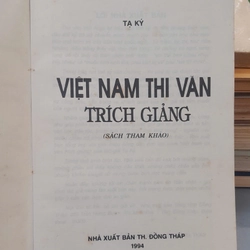 TẠ KÝ
VIỆT NAM THI VĂN
TRÍCH GIẢNG
(SÁCH THAM KHẢO)
NHÀ XUẤT BẢN TH. ĐỒNG THÁP
1994